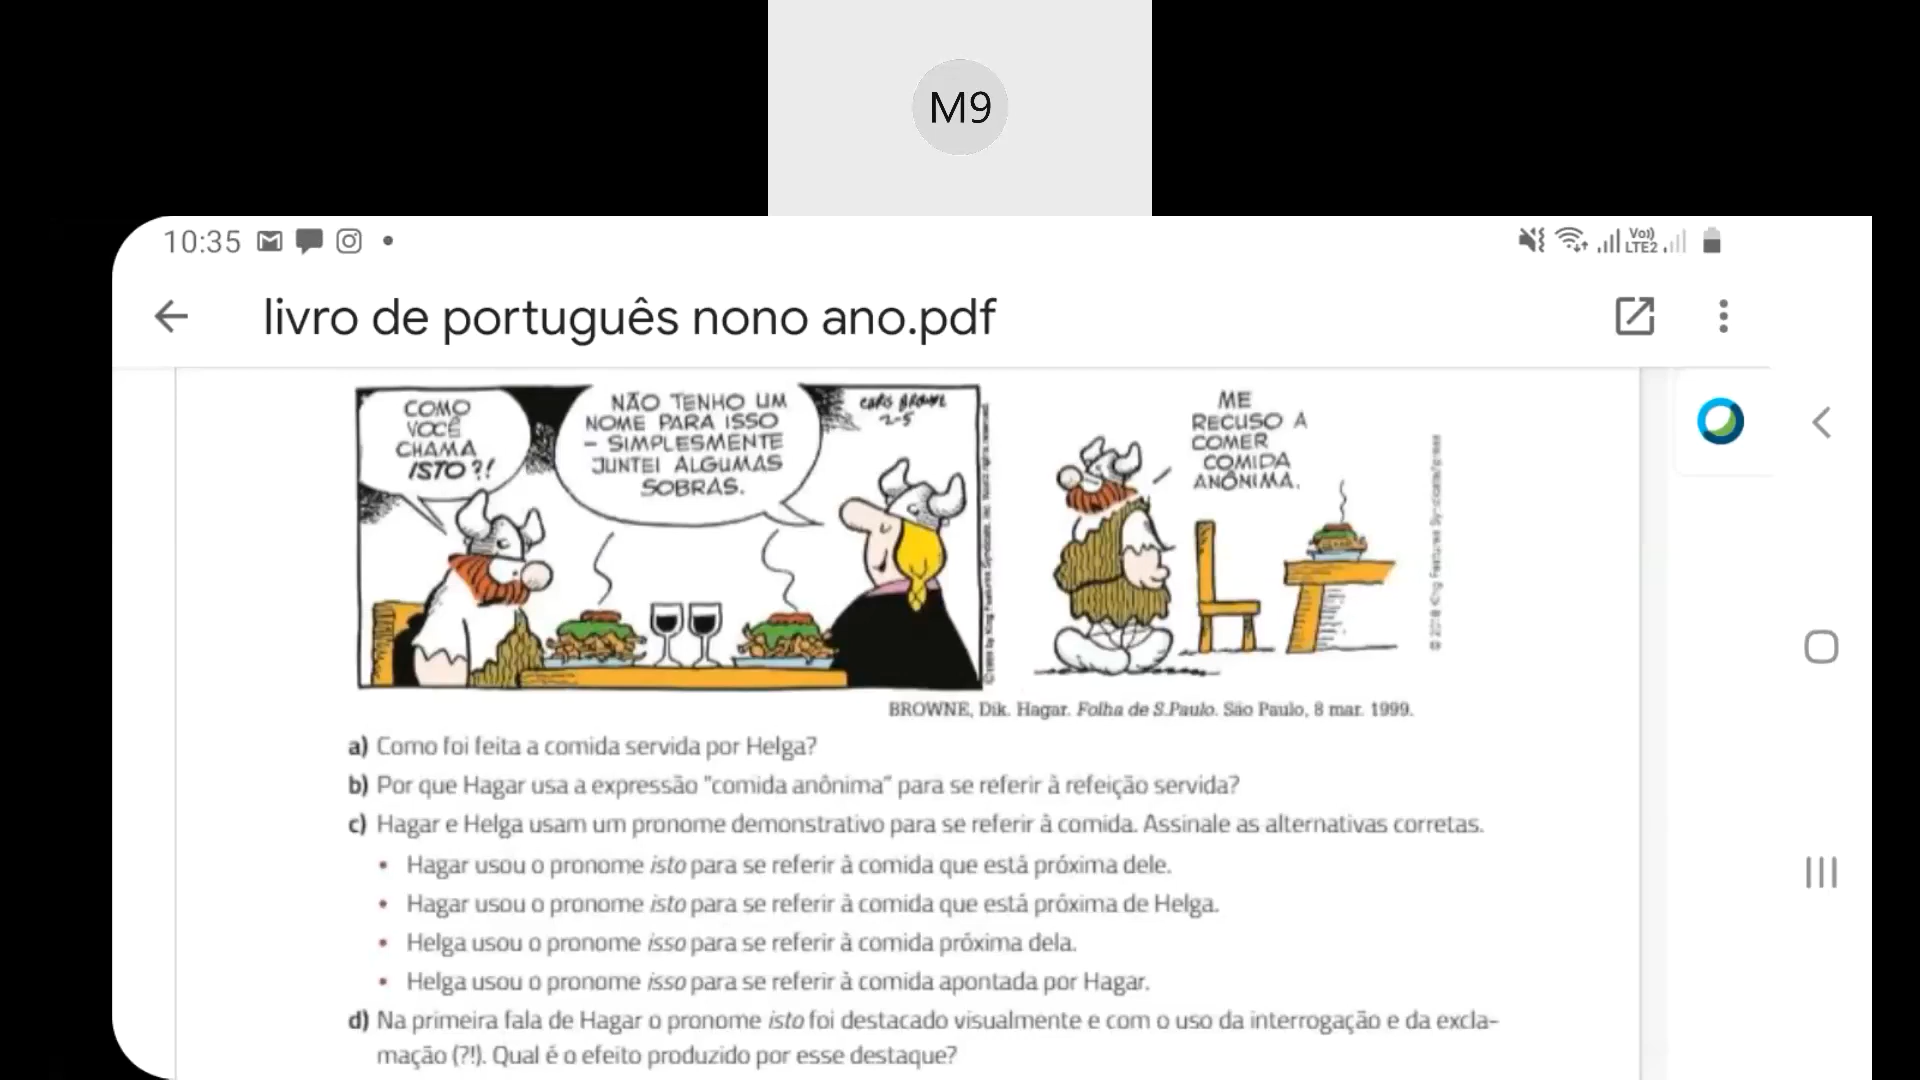 M9
10:35
Vo))
LTE2
livro de português nono ano.pdf
COMO
VOCÊ
CHAMA
ISTO?!
NÃO TENHO UM
NOME PARA ISSO
- SIMPLESMENTE
JUNTEI ALGUMAS
SOBRAS.
2-5
ME
RECUSO A
COMER
COMIDA
ANÔNIMA.
BROWNE, Dik. Hagar. Folha de S.Paulo. São Paulo, 8 mar. 1999.
a) Como foi feita a comida servida por Helga?
b) Por que Hagar usa a expressão "comida anônima" para se referir à refeição servida?
c) Hagar e Helga usam um pronome demonstrativo para se referir à comida. Assinale as alternativas corretas.
• Hagar usou o pronome isto para se referir à comida que está próxima dele.
• Hagar usou o pronome isto para se referir à comida que está próxima de Helga.
• Helga usou o pronome isso para se referir à comida próxima dela.
• Helga usou o pronome isso para se referir à comida apontada por Hagar.
d) Na primeira fala de Hagar o pronome isto foi destacado visualmente e com o uso da interrogação e da excla-
mação (?!). Qual é o efeito produzido por esse destaque?